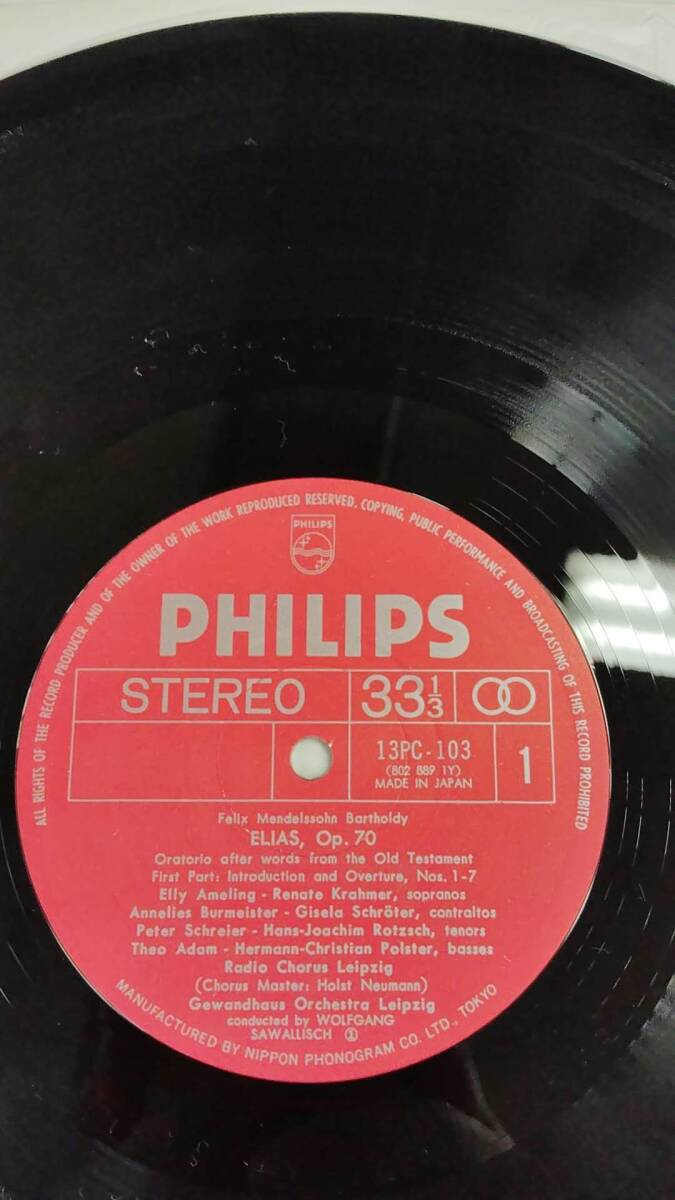 ALL RIGHTS OF THE RECORD PRODUCER AND OF THE OWNER OF THE WORK REPRODUCED RESERVED. COPYING, PUBLIC PERFORMANCE AND BROADCASTING OF THIS RECORD PROHIBITED
PHILIPS
PHILIPS
STEREO 33 1/3
13PC-103
(802 889 1Y)
MADE IN JAPAN
1
Felix Mendelssohn Bartholdy
ELIAS, Op. 70
Oratorio after words from the Old Testament
First Part: Introduction and Overture, Nos. 1-7
Elly Ameling - Renate Krahmer, sopranos
Annelies Burmeister - Gisela Schröter, contraltos
Peter Schreier - Hans-Joachim Rotzsch, tenors
Theo Adam - Hermann-Christian Polster, basses
Radio Chorus Leipzig
(Chorus Master: Holst Neumann)
Gewandhaus Orchestra Leipzig
conducted by WOLFGANG
SAWALLISCH
MANUFACTURED BY NIPPON PHONOGRAM CO. LTD., TOKYO